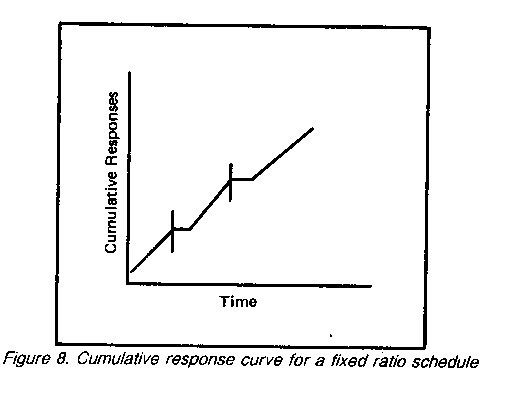 Cumulative Responses
Time
Figure 8. Cumulative response curve for a fixed ratio schedule